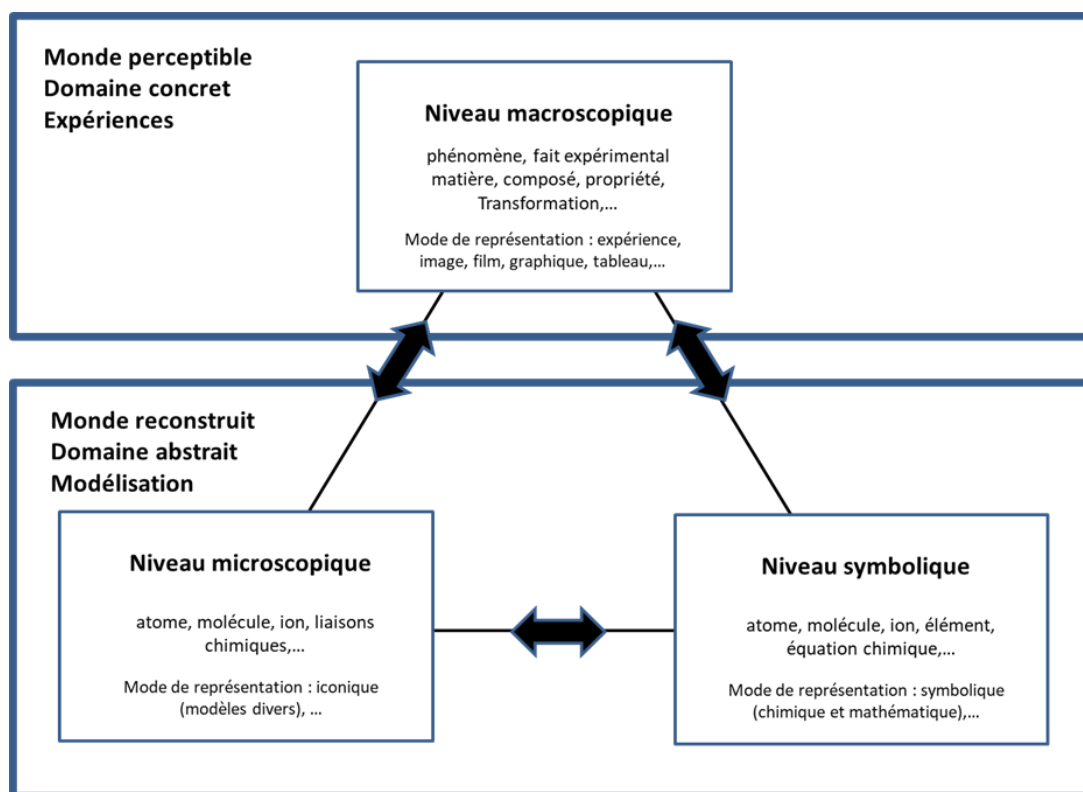 Monde perceptible
Domaine concret
Expériences
Niveau macroscopique
phénomène, fait expérimental
matière, composé, propriété,
Transformation,...
Mode de représentation : expérience,
image, film, graphique, tableau,...
Monde reconstruit
Domaine abstrait
Modélisation
Niveau microscopique
atome, molécule, ion, liaisons
chimiques,...
Mode de représentation : iconique
(modèles divers), ...
Niveau symbolique
atome, molécule, ion, élément,
équation chimique,...
Mode de représentation : symbolique
(chimique et mathématique),...